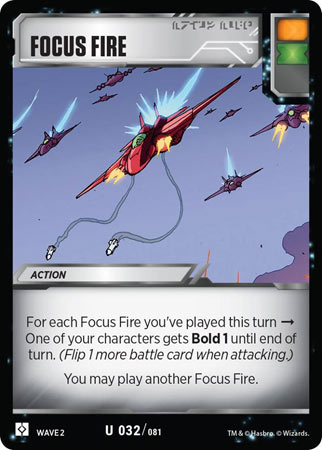 FOCUS FIRE
ACTION
For each Focus Fire you've played this turn →
One of your characters gets Bold 1 until end
of turn. (Flip 1 more battle card when attacking.)
You may play another Focus Fire.
WAVE 2
U 032/081
TM & © Hasbro. © Wizards.